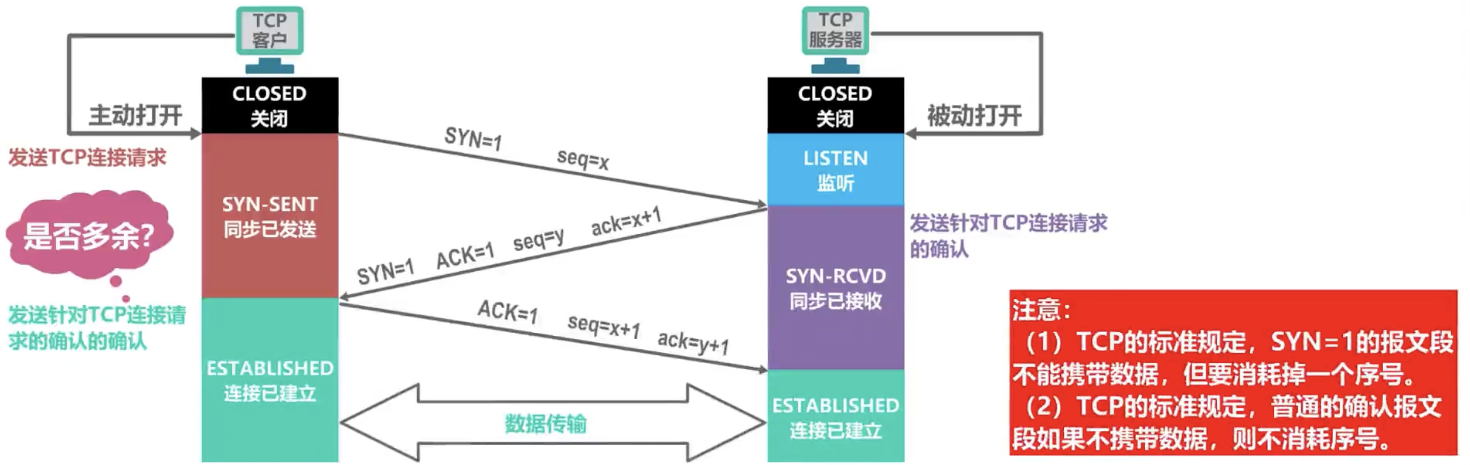 TCP
客户
TCP
服务器
主动打开
CLOSED
关闭
CLOSED
关闭
被动打开
发送TCP连接请求
SYN=1 seq=x
LISTEN
监听
SYN-SENT
同步已发送
是否多余?
SYN=1 ACK=1 seq=y ack=x+1
发送针对TCP连接请求
的确认
SYN-RCVD
同步已接收
发送针对TCP连接请
求的确认的确认
ACK=1 seq=x+1 ack=y+1
ESTABLISHED
连接已建立
数据传输
ESTABLISHED
连接已建立
注意:
(1)TCP的标准规定,SYN=1的报文段
不能携带数据,但要消耗掉一个序号。
(2)TCP的标准规定,普通的确认报文
段如果不携带数据,则不消耗序号。